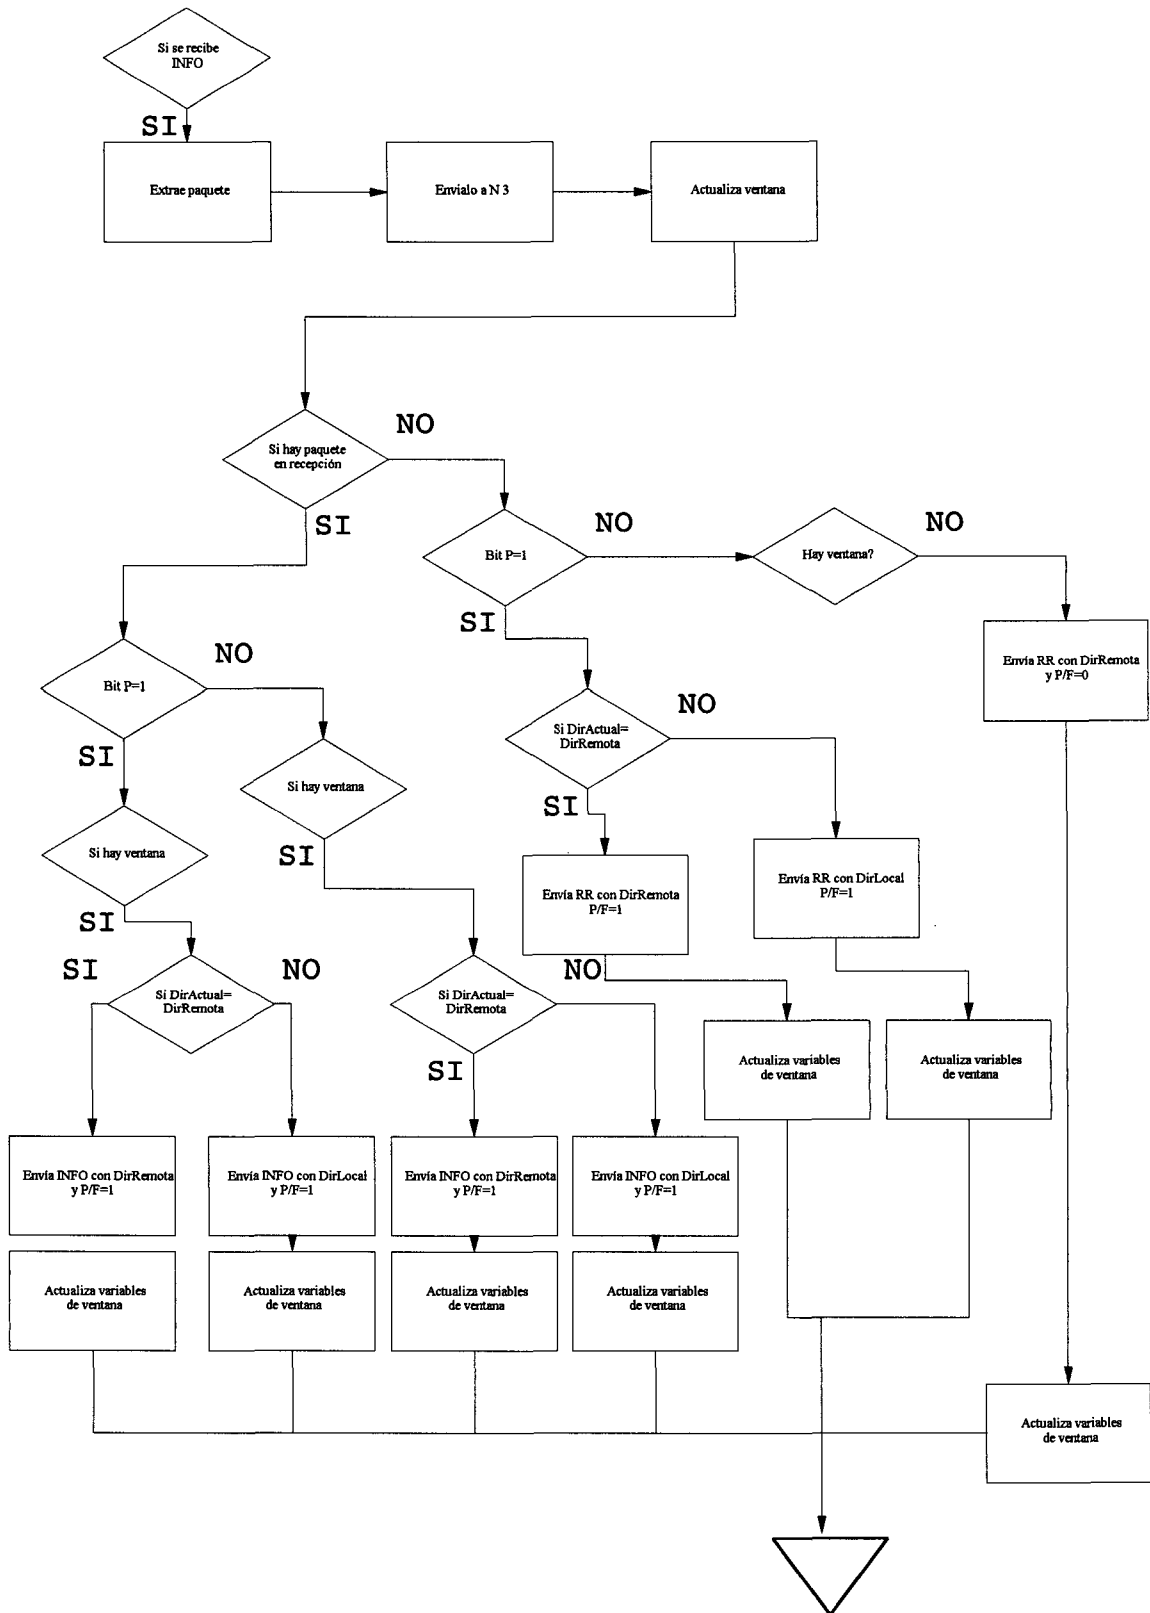 Si se recibe
INFO
SI
Extrae paquete
Envialo a N 3
Actualiza ventana
Si hay paquete
en recepción
NO
SI
Bit P=1
NO
Hay ventana?
NO
SI
Envía RR con DirRemota
y P/F=0
Bit P=1
NO
SI
Si hay ventana
SI
Si DirActual=
DirRemota
NO
SI
Si hay ventana
SI
Envía RR con DirRemota
P/F=1
Envía RR con DirLocal
P/F=1
SI
Si DirActual=
DirRemota
NO
Si DirActual=
DirRemota
NO
SI
Actualiza variables
de ventana
Actualiza variables
de ventana
Envía INFO con DirRemota
y P/F=1
Envía INFO con DirLocal
y P/F=1
Envía INFO con DirRemota
y P/F=1
Envía INFO con DirLocal
y P/F=1
Actualiza variables
de ventana
Actualiza variables
de ventana
Actualiza variables
de ventana
Actualiza variables
de ventana
Actualiza variables
de ventana